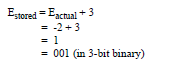 Estored = Eactual + 3
= -2 + 3
= 1
= 001 (in 3-bit binary)